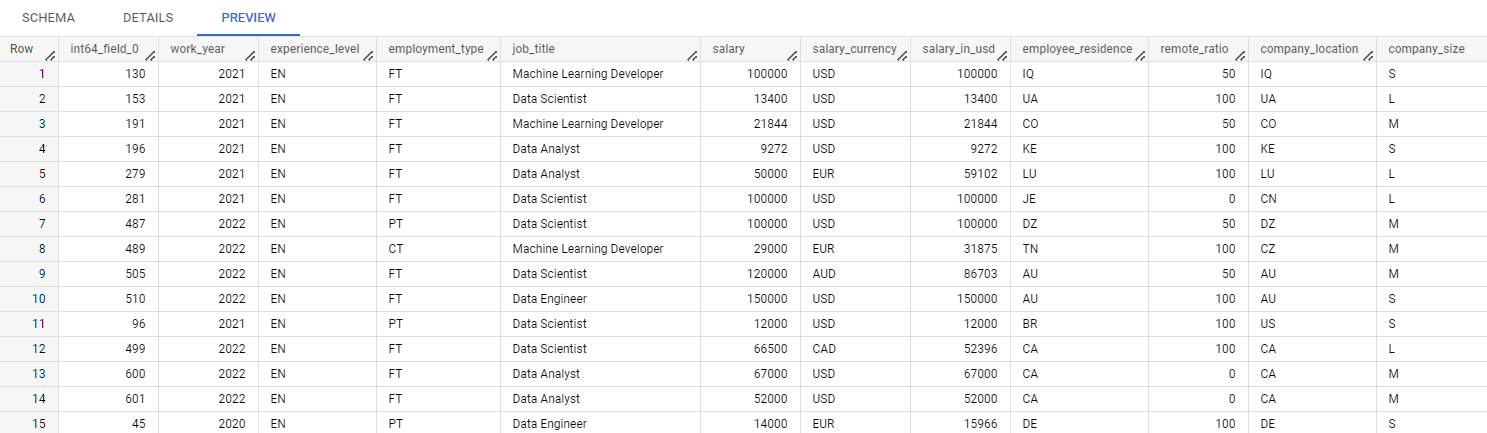 SCHEMA DETAILS PREVIEW
Row int64_field_0 work_year experience_level employment_type job_title salary salary_currency salary_in_usd employee_residence remote_ratio company_location company_size
1 130 2021 EN FT Machine Learning Developer 100000 USD 100000 IQ 50 IQ S
2 153 2021 EN FT Data Scientist 13400 USD 13400 UA 100 UA L
3 191 2021 EN FT Machine Learning Developer 21844 USD 21844 CO 50 CO M
4 196 2021 EN FT Data Analyst 9272 USD 9272 KE 100 KE S
5 279 2021 EN FT Data Analyst 50000 EUR 59102 LU 100 LU L
6 281 2021 EN FT Data Scientist 100000 USD 100000 JE 0 CN L
7 487 2022 EN PT Data Scientist 100000 USD 100000 DZ 50 DZ M
8 489 2022 EN CT Machine Learning Developer 29000 EUR 31875 TN 100 CZ M
9 505 2022 EN FT Data Scientist 120000 AUD 86703 AU 50 AU M
10 510 2022 EN FT Data Engineer 150000 USD 150000 AU 100 AU S
11 96 2021 EN PT Data Scientist 12000 USD 12000 BR 100 US S
12 499 2022 EN FT Data Scientist 66500 CAD 52396 CA 100 CA L
13 600 2022 EN FT Data Analyst 67000 USD 67000 CA 0 CA M
14 601 2022 EN FT Data Analyst 52000 USD 52000 CA 0 CA M
15 45 2020 EN PT Data Engineer 14000 EUR 15966 DE 100 DE S